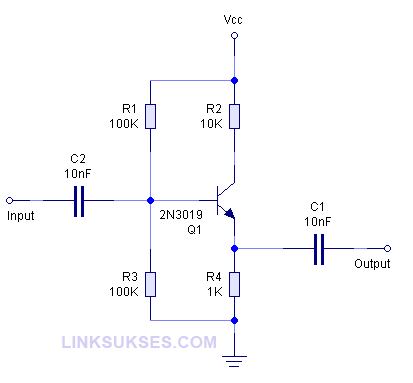 Vcc
R1
100K
R2
10K
C2
10nF
Input
2N3019
Q1
C1
10nF
Output
R3
100K
R4
1K
LINKSUKSES.COM